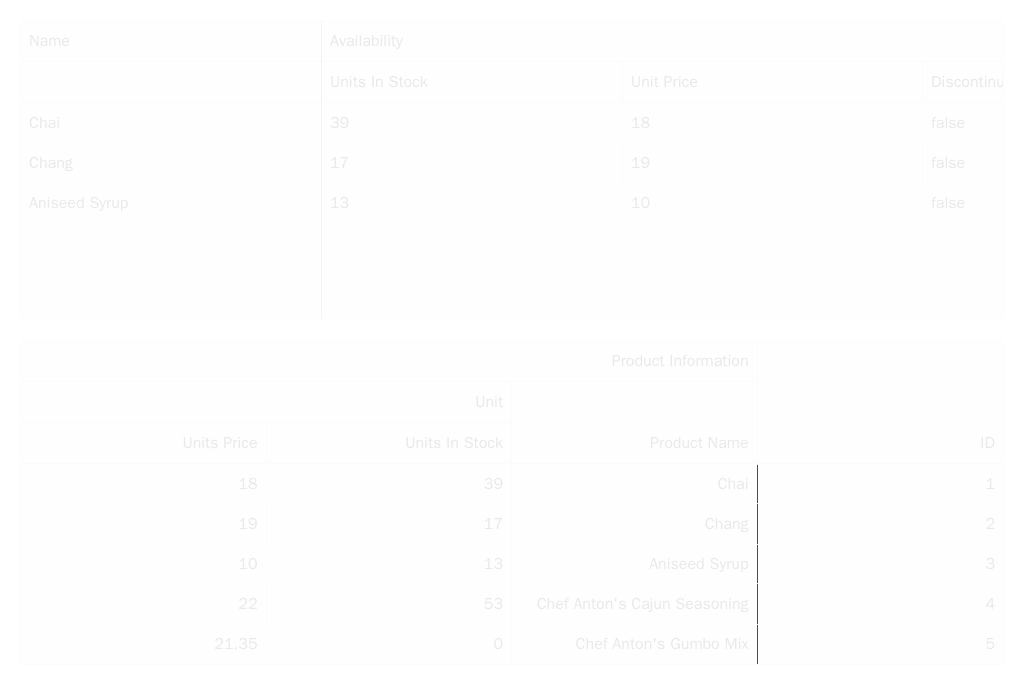 Name Availability
Units In Stock Unit Price Discontinu
Chai 39 18 false
Chang 17 19 false
Aniseed Syrup 13 10 false
Product Information
Unit
Units Price Units In Stock Product Name ID
18 39 Chai 1
19 17 Chang 2
10 13 Aniseed Syrup 3
22 53 Chef Anton's Cajun Seasoning 4
21.35 0 Chef Anton's Gumbo Mix 5